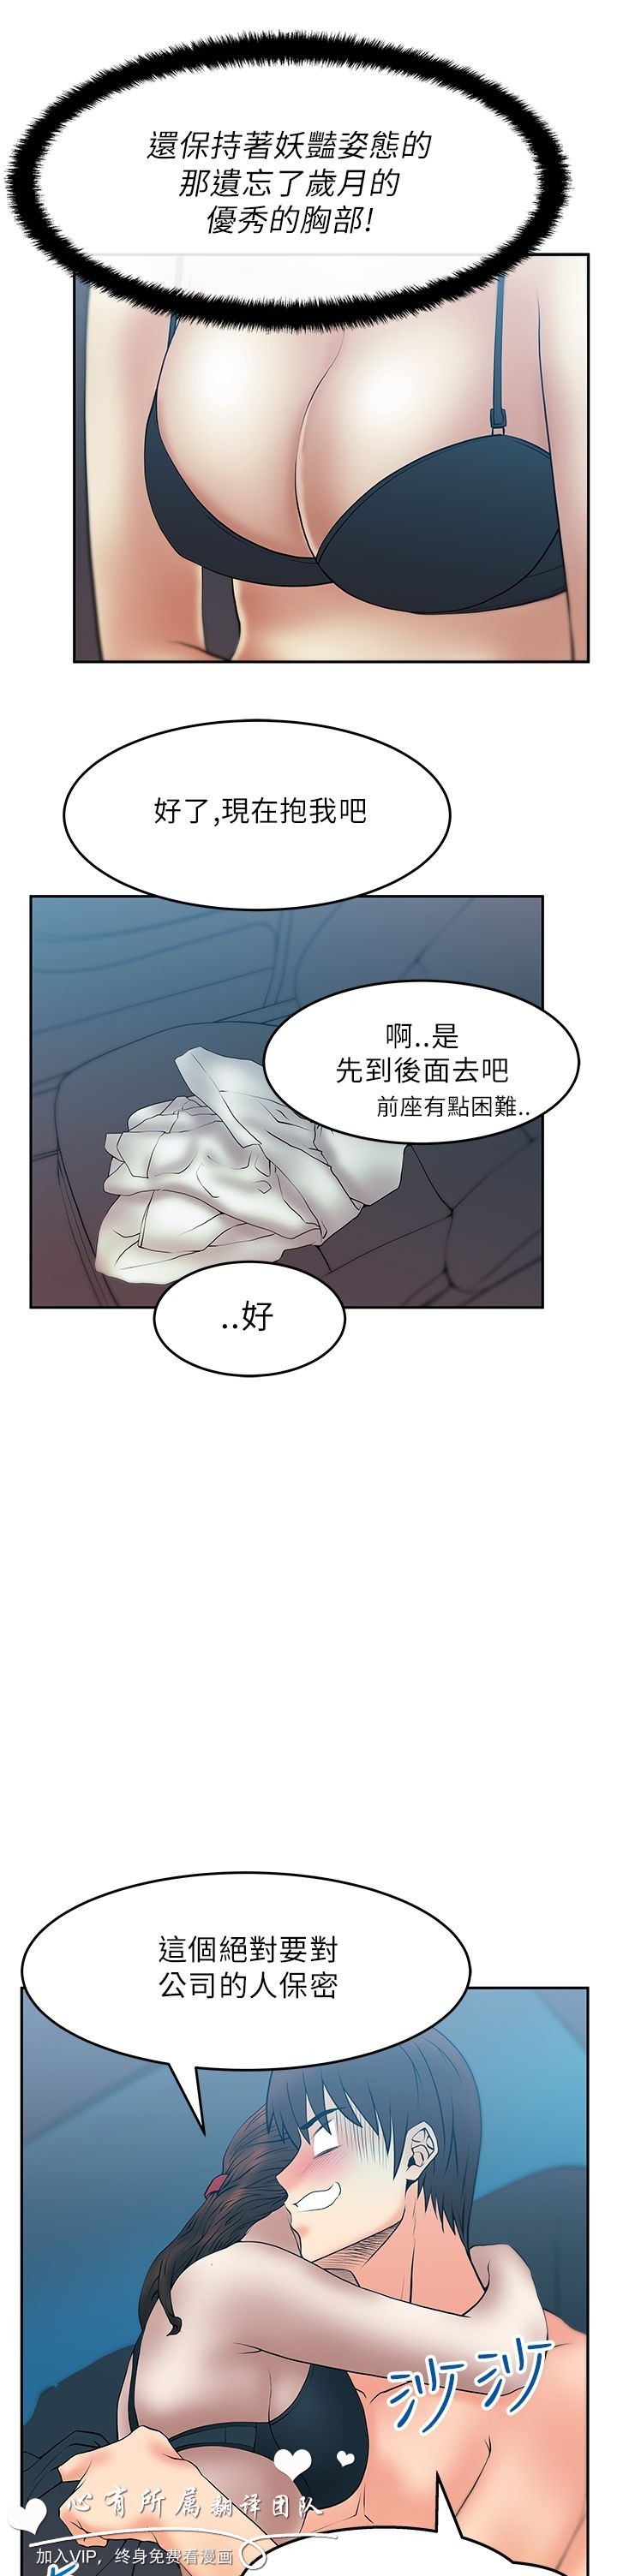 還保持著妖豔姿態的
那遺忘了歲月的
優秀的胸部!
好了,現在抱我吧
啊..是
先到後面去吧
前座有點困難..
..好
這個絕對要對
公司的人保密
沙沙
心有所属翻译团队
加入VIP，终身免费看漫画